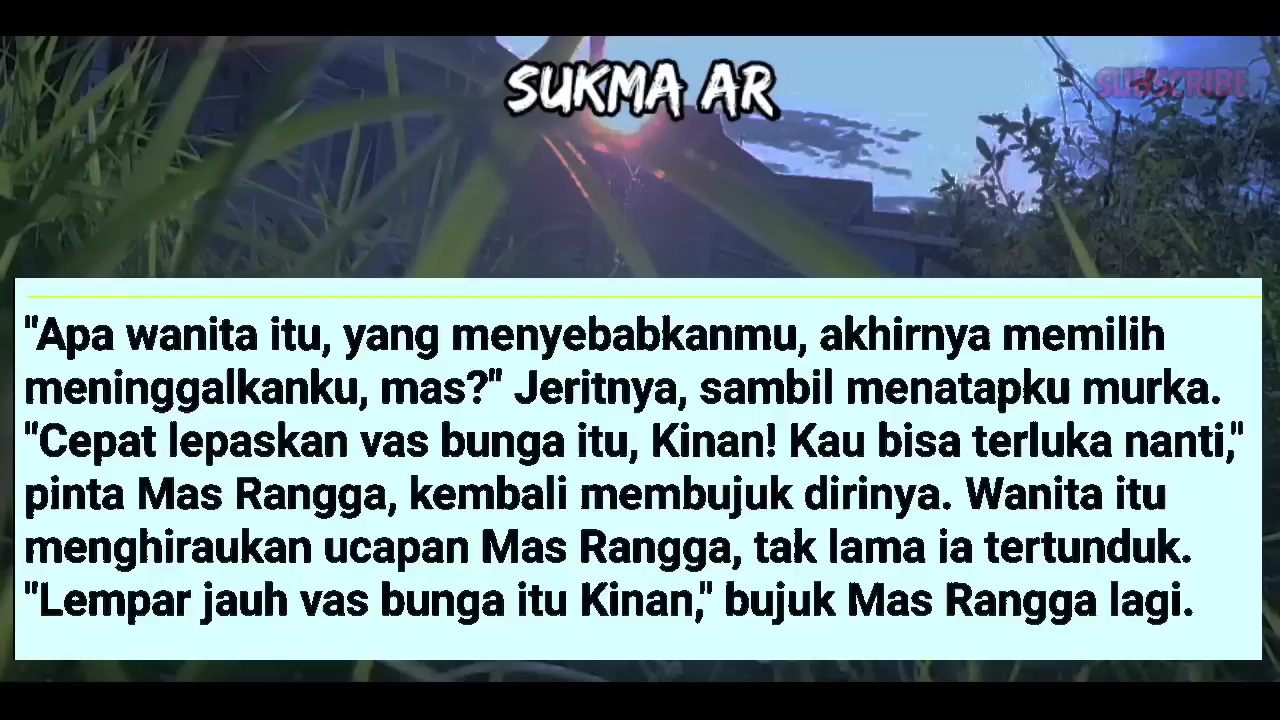 SUKMA AR
SUBSCRIBE
"Apa wanita itu, yang menyebabkanmu, akhirnya memilih
meninggalkanku, mas?" Jeritnya, sambil menatapku murka.
"Cepat lepaskan vas bunga itu, Kinan! Kau bisa terluka nanti,"
pinta Mas Rangga, kembali membujuk dirinya. Wanita itu
menghiraukan ucapan Mas Rangga, tak lama ia tertunduk.
"Lempar jauh vas bunga itu Kinan," bujuk Mas Rangga lagi.